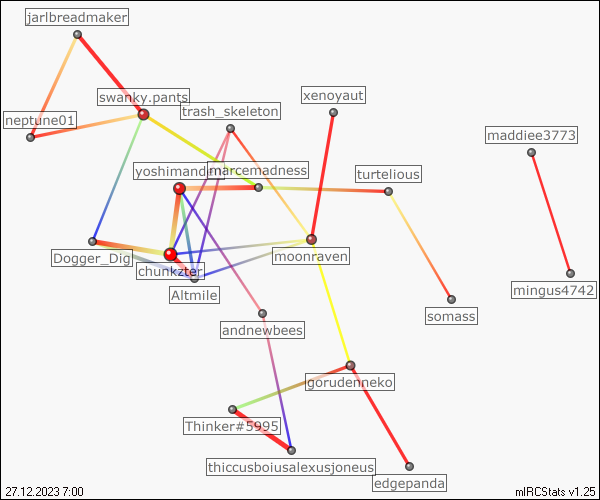 jarlbreadmaker
swanky.pants
xenoyaut
trash_skeleton
neptune01
maddiee3773
marcemadness
turtelious
Dogger_Dig
moonraven
chunkzter
mingus4742
Altmile
somass
andnewbees
gorudenneko
Thinker#5995
thiccusboiusalexusjoneus
edgepanda
27.12.2023 7:00
mIRCStats v1.25